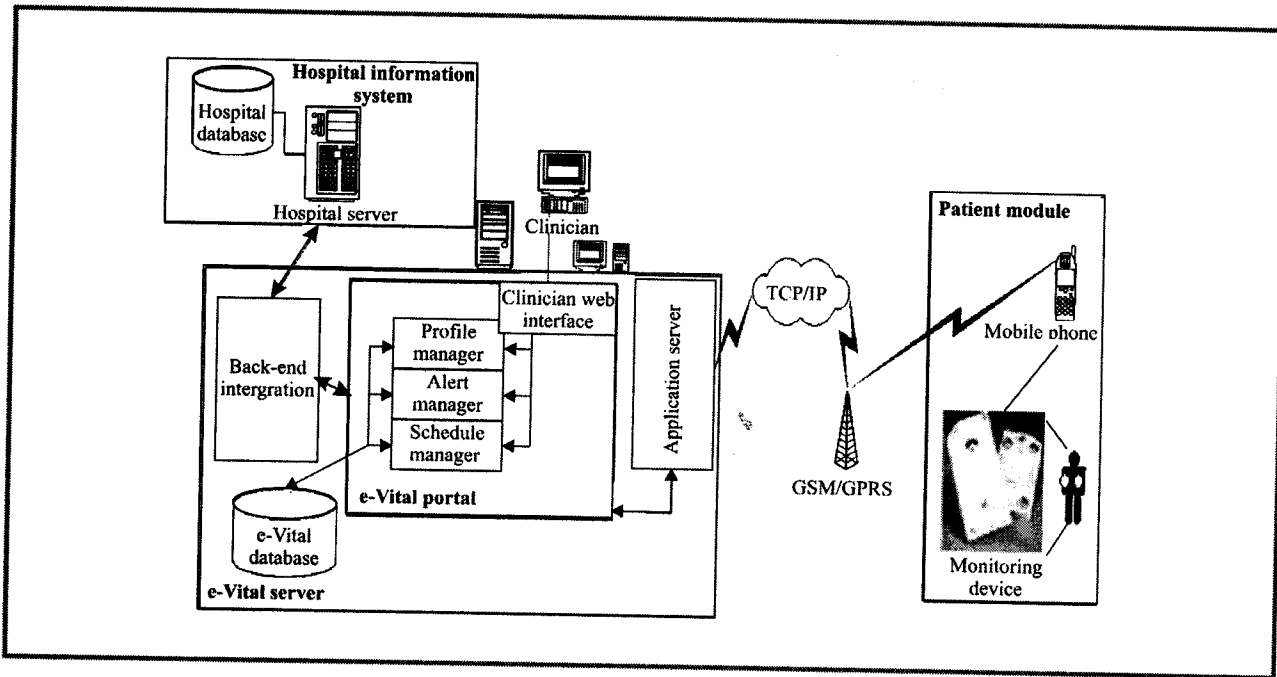 Hospital information
system
Hospital
database
Hospital server
Clinician
Patient module
Mobile phone
Monitoring
device
TCP/IP
GSM/GPRS
Clinician web
interface
Profile
manager
Alert
manager
Schedule
manager
Back-end
intergration
Application server
e-Vital portal
e-Vital
database
e-Vital server